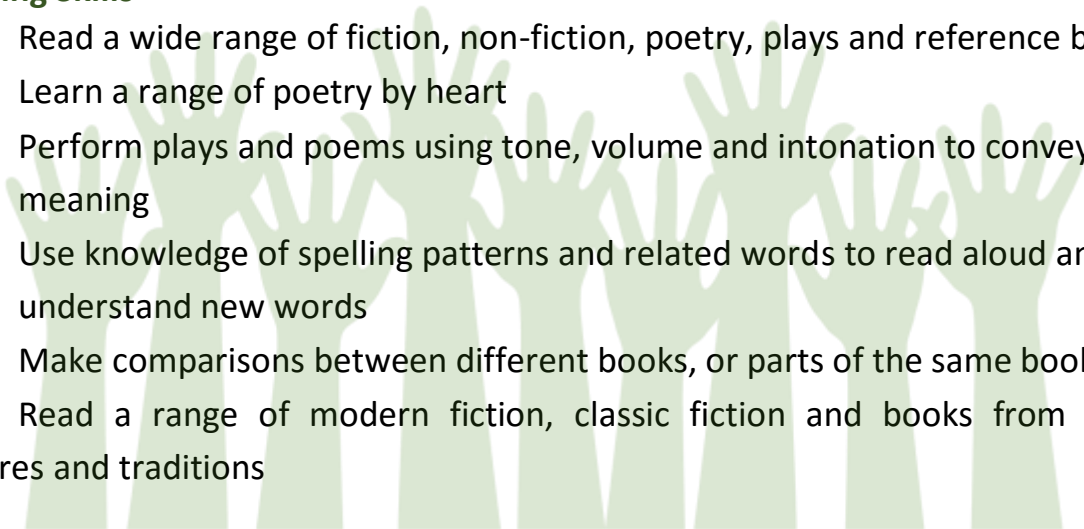 Read a wide range of fiction, non-fiction, poetry, plays and reference b
Learn a range of poetry by heart
Perform plays and poems using tone, volume and intonation to convey
meaning
Use knowledge of spelling patterns and related words to read aloud an
understand new words
Make comparisons between different books, or parts of the same book
Read a range of modern fiction, classic fiction and books from
res and traditions